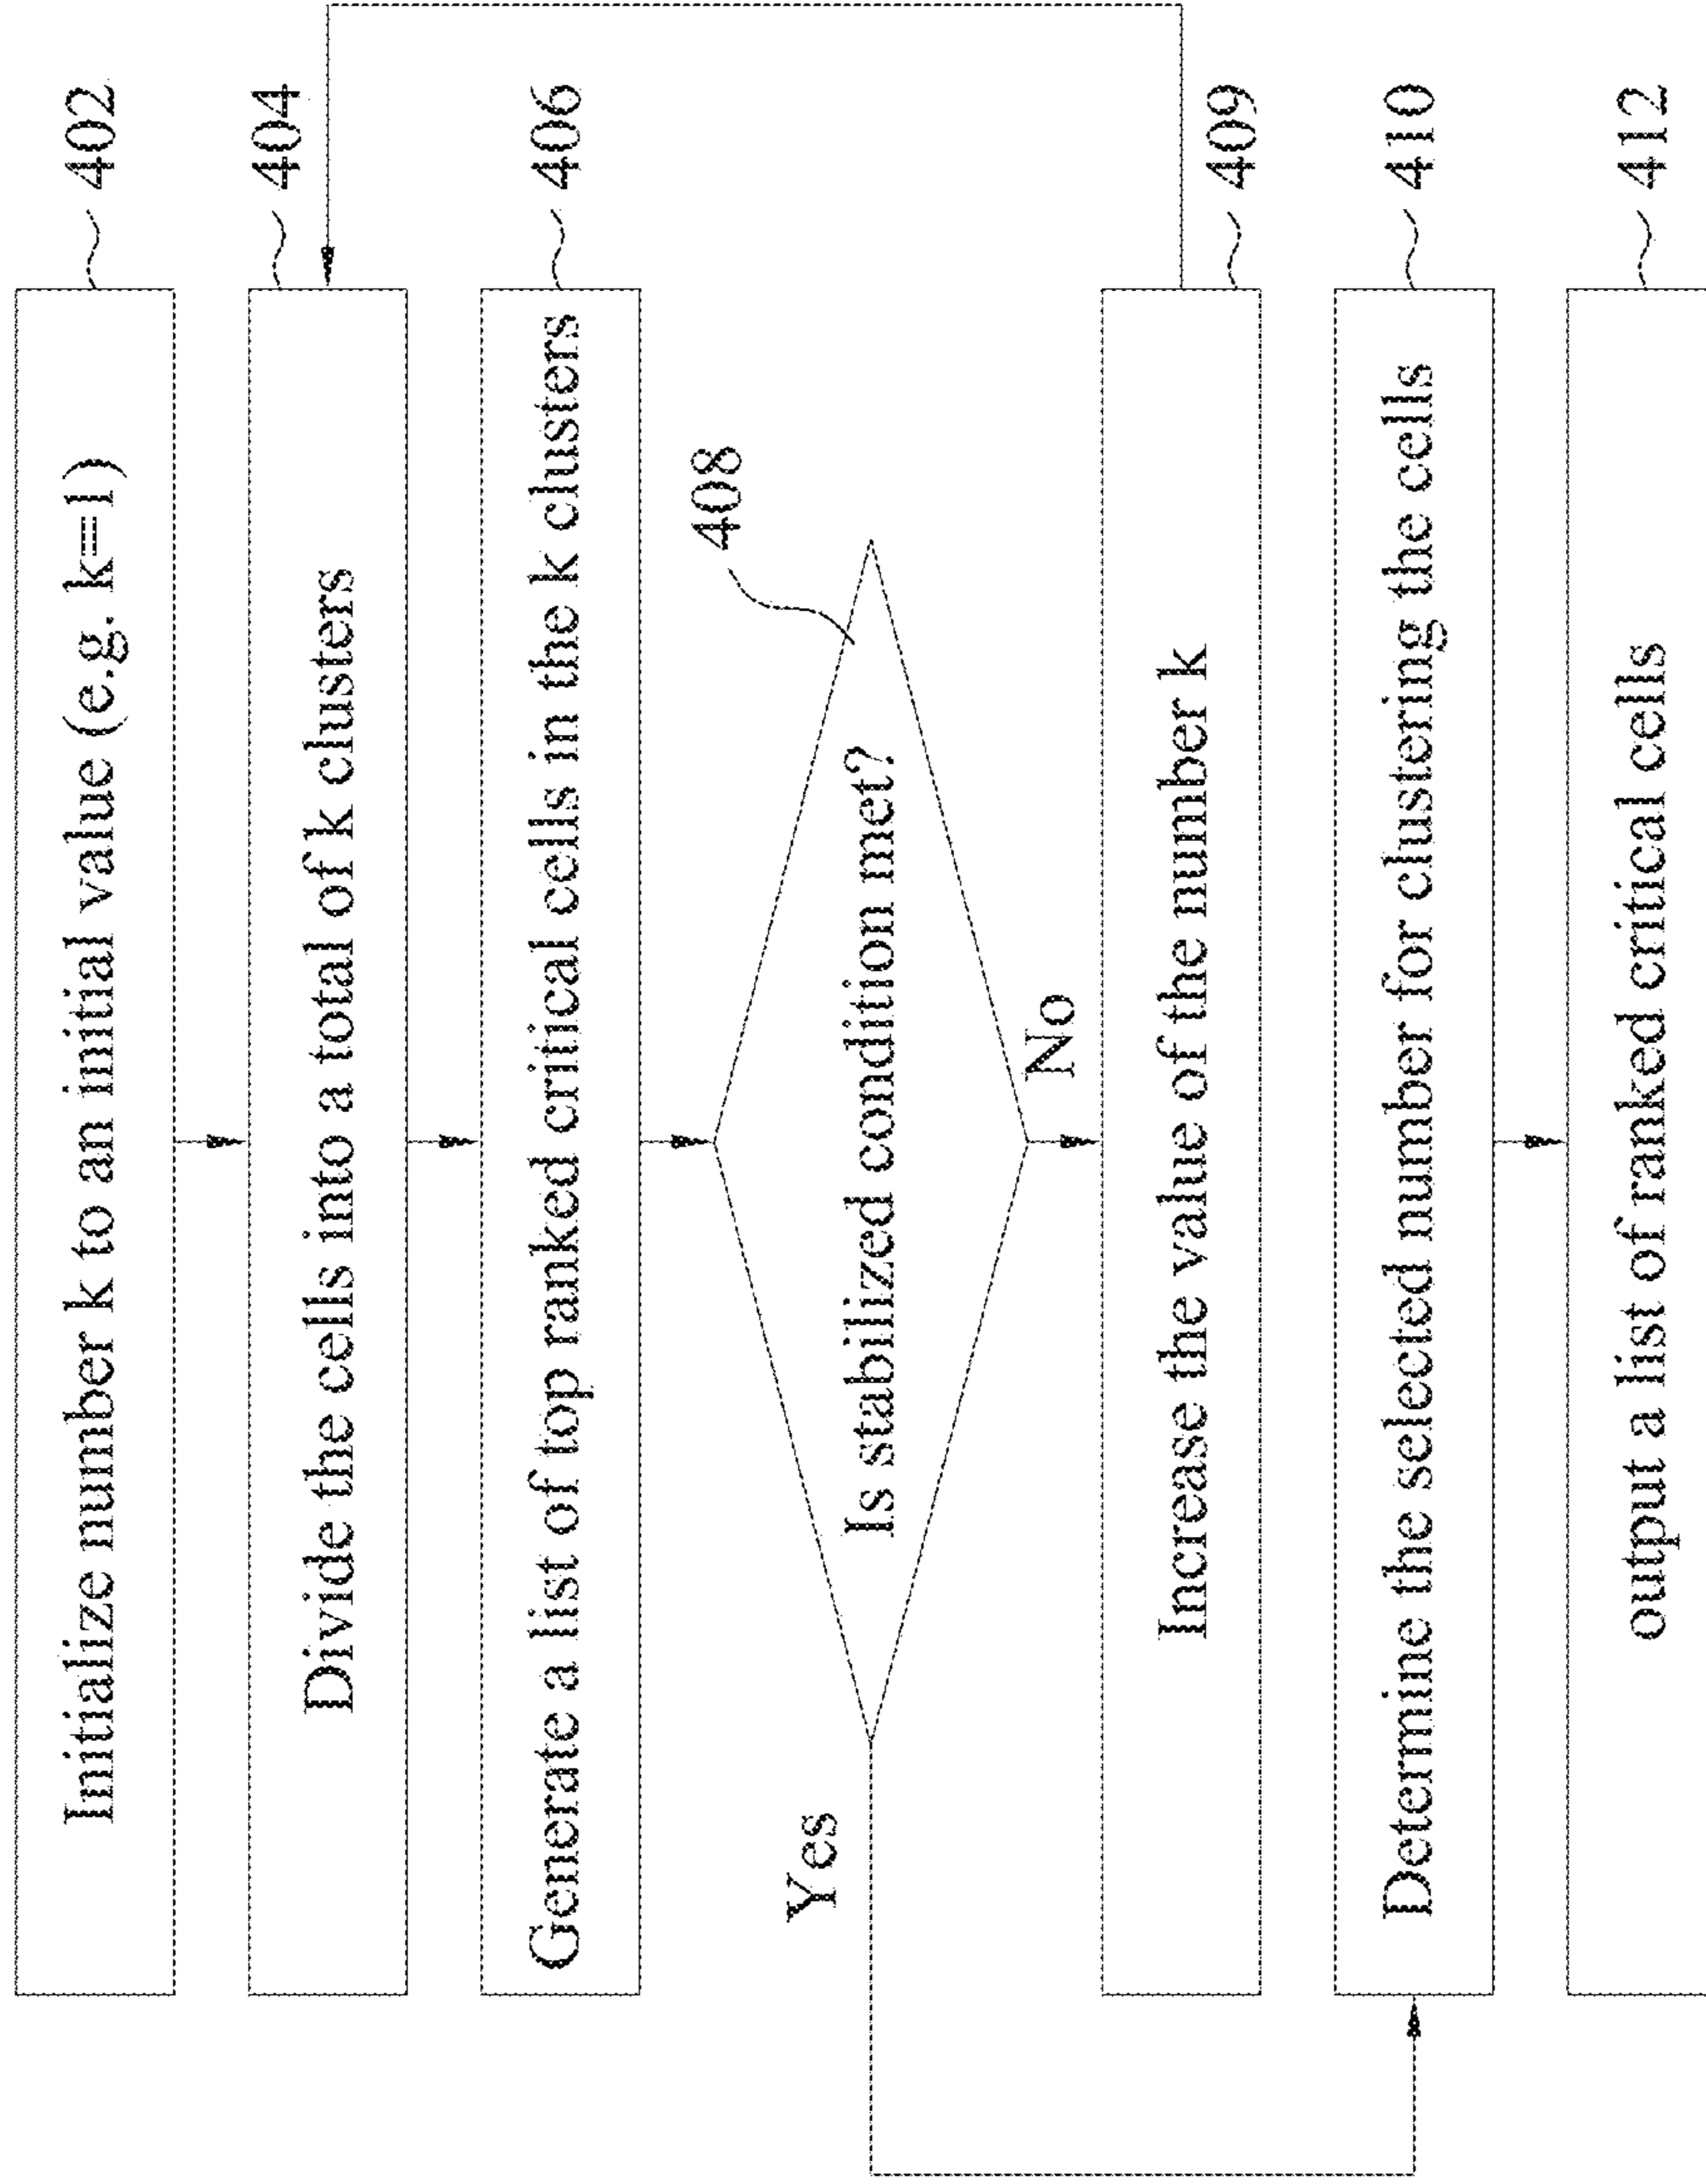 Initialize number k to an initial value (e.g. k=1)
402
Divide the cells into a total of k clusters
404
Generate a list of top ranked critical cells in the k clusters
406
Is stabilized condition met?
408
Yes
No
Increase the value of the number k
409
Determine the selected number for clustering the cells
410
output a list of ranked critical cells
412